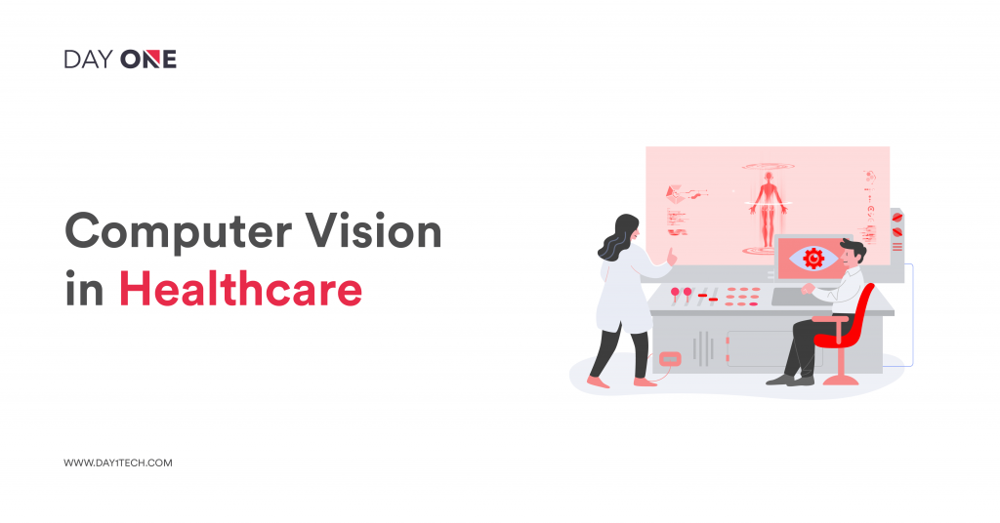 DAY ONE
Computer Vision
in Healthcare
WWW.DAY1TECH.COM